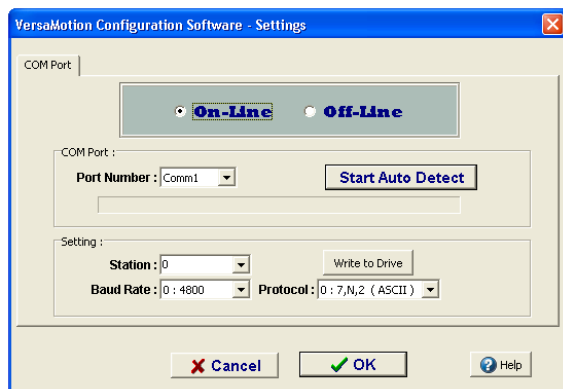 VersaMotion Configuration Software - Settings
COM Port
On-Line Off-Line
COM Port :
Port Number : Comm1 Start Auto Detect
Setting :
Station : 0 Write to Drive
Baud Rate : 0 : 4800 Protocol : 0 : 7,N,2 ( ASCII )
Cancel OK Help